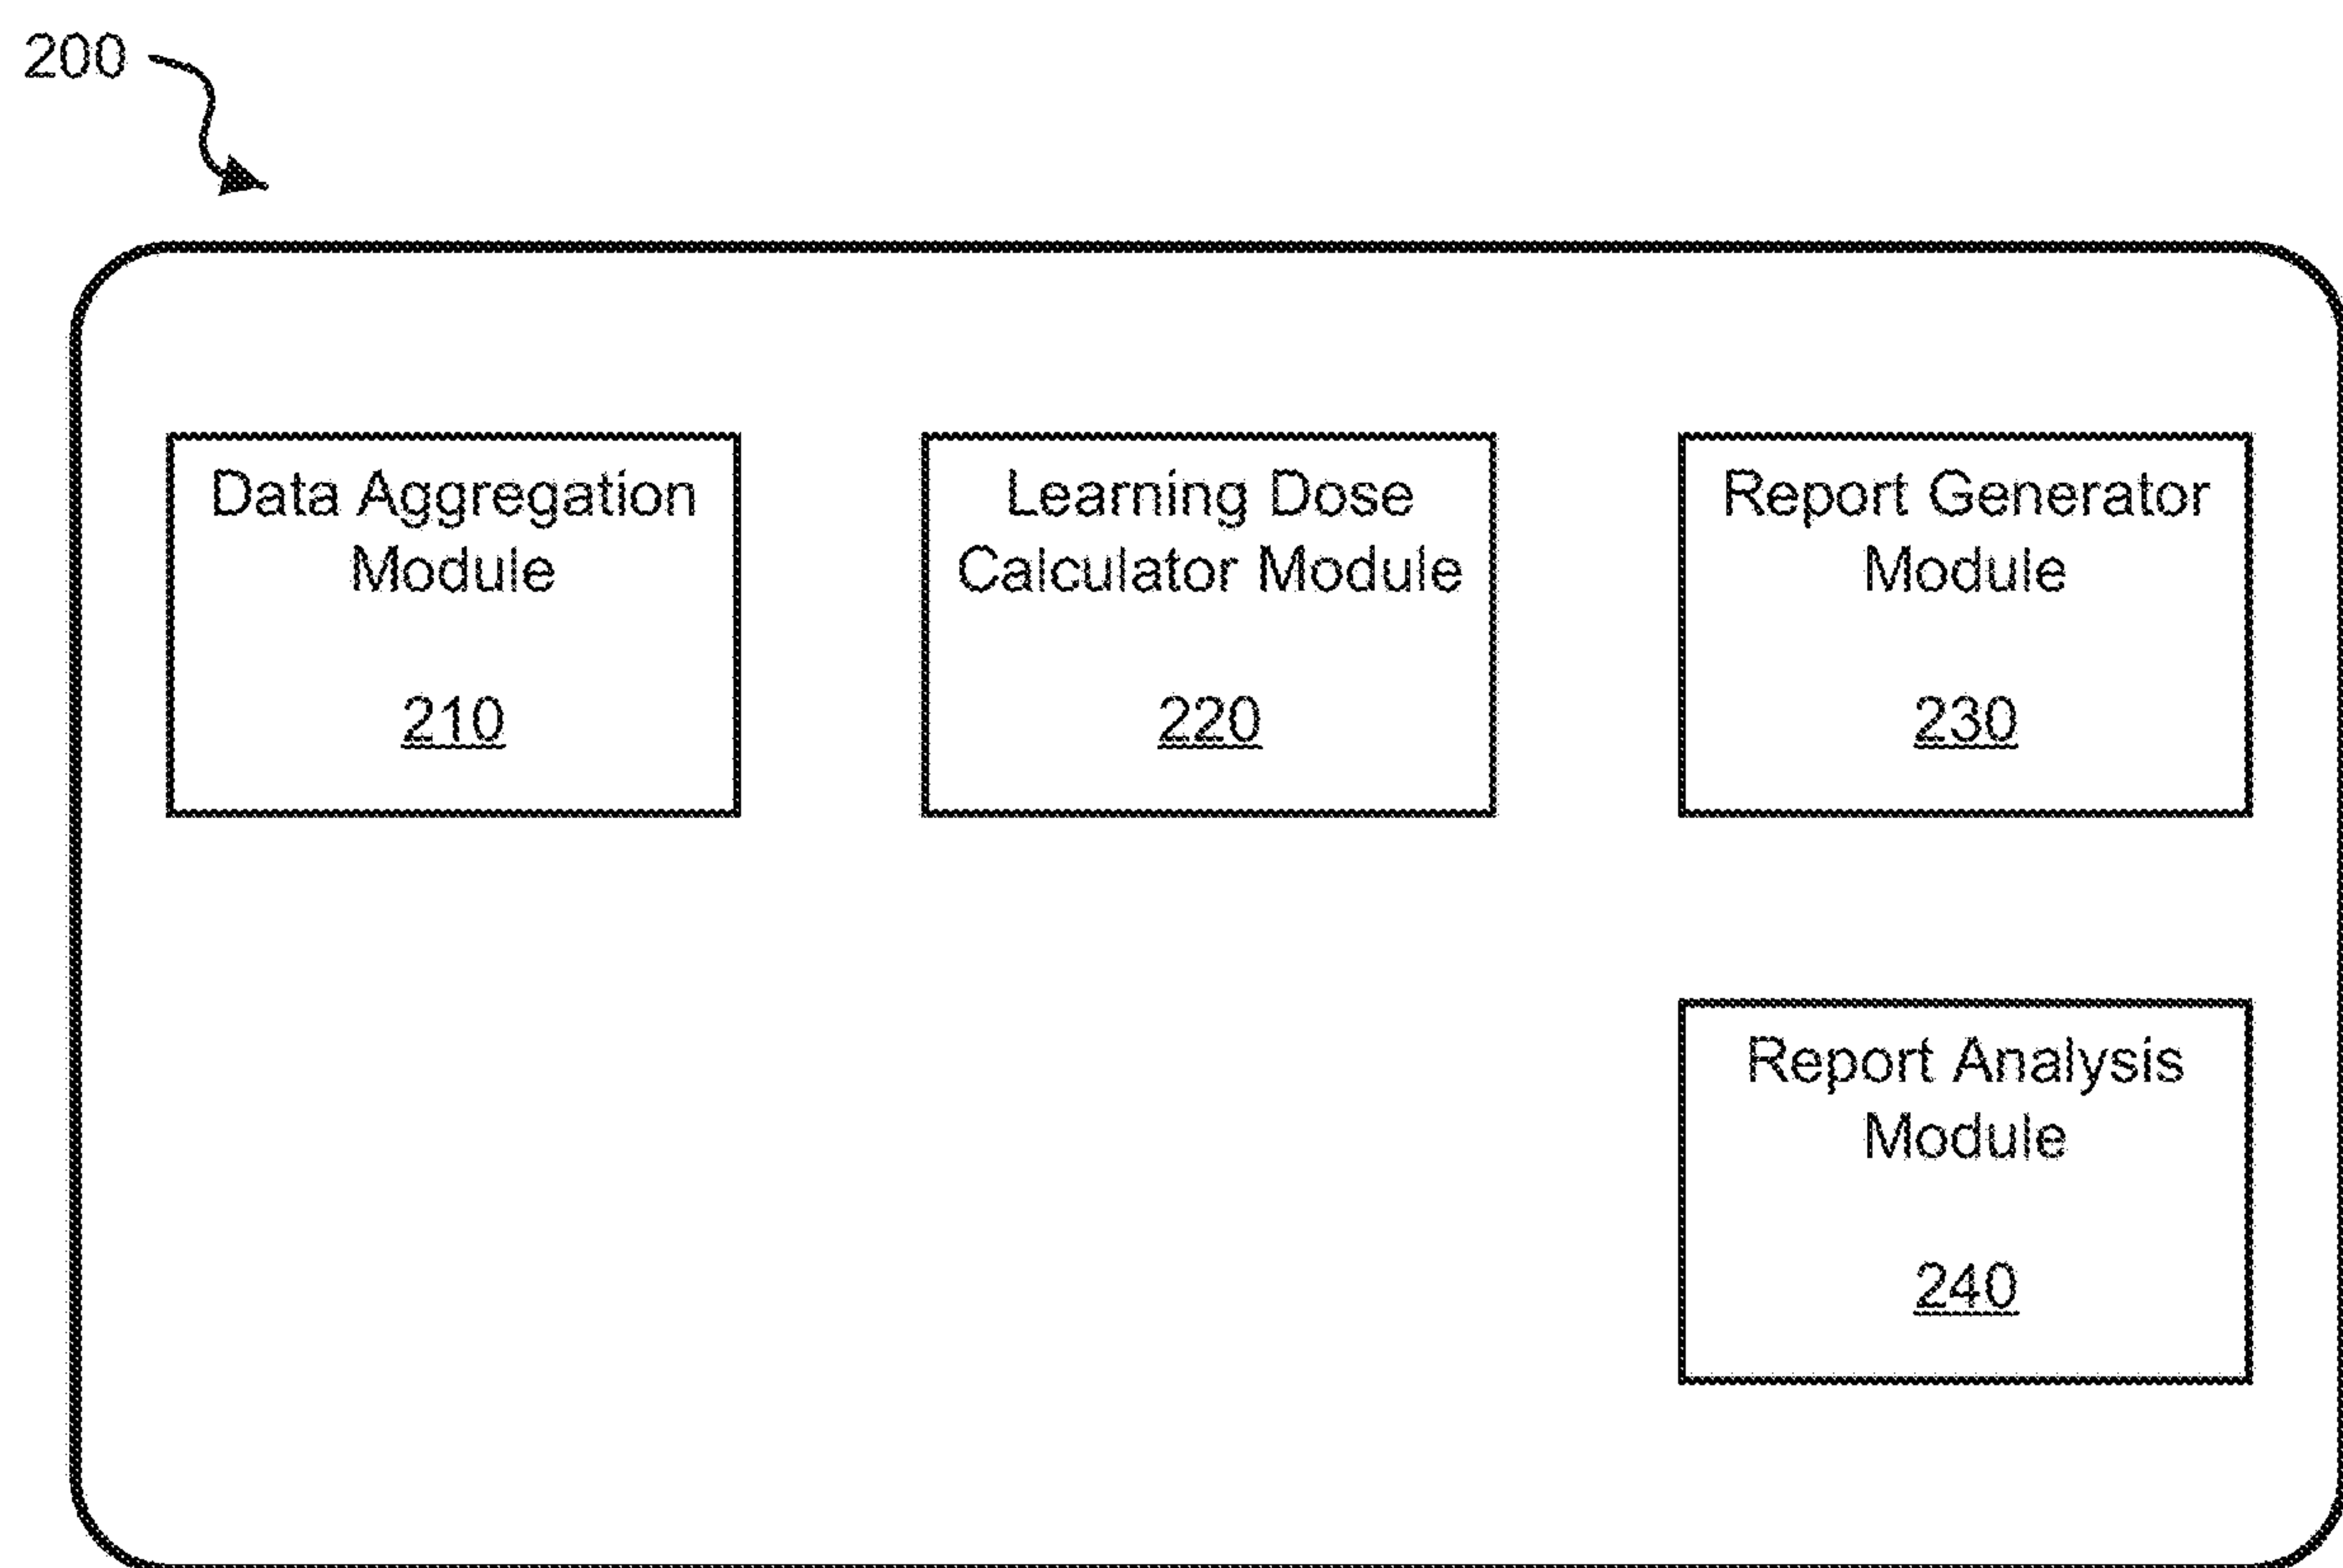 200
Data Aggregation
Module
210
Learning Dose
Calculator Module
220
Report Generator
Module
230
Report Analysis
Module
240